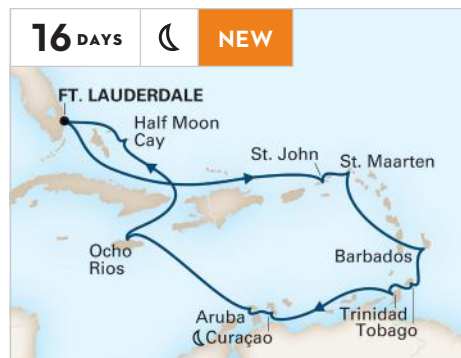 16 DAYS NEW
FT. LAUDERDALE
Half Moon
Cay
St. John
St. Maarten
Ocho
Rios
Barbados
Aruba
Curaçao
Trinidad
Tobago